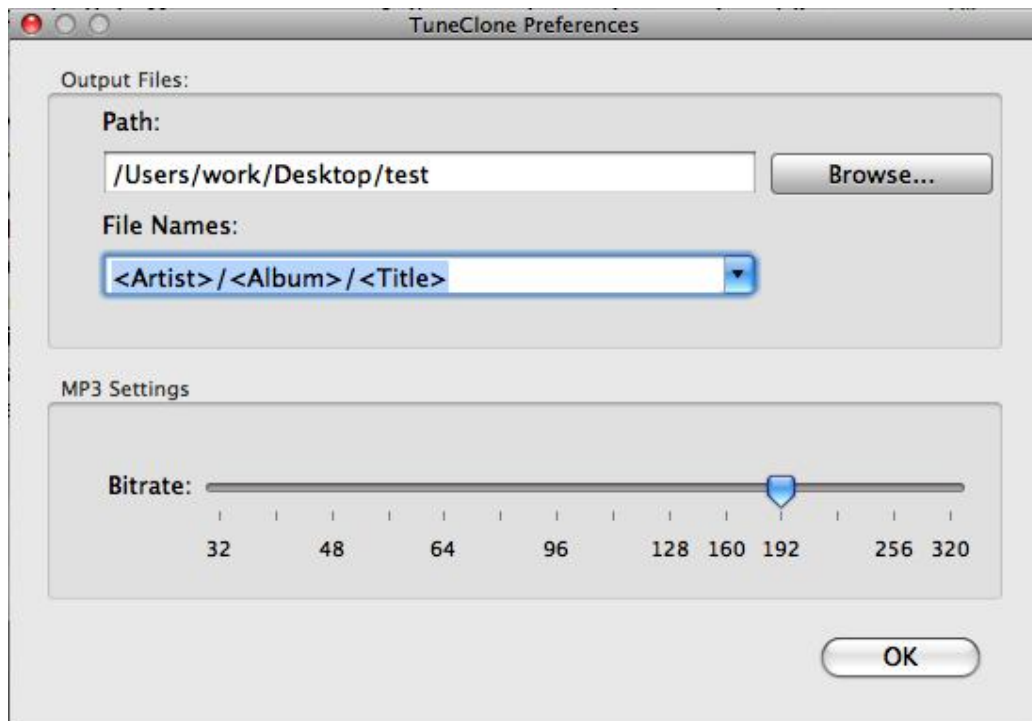 TuneClone Preferences
Output Files:
Path:
/Users/work/Desktop/test
Browse...
File Names:
<Artist>/<Album>/<Title>
MP3 Settings
Bitrate:
32 48 64 96 128 160 192 256 320
OK